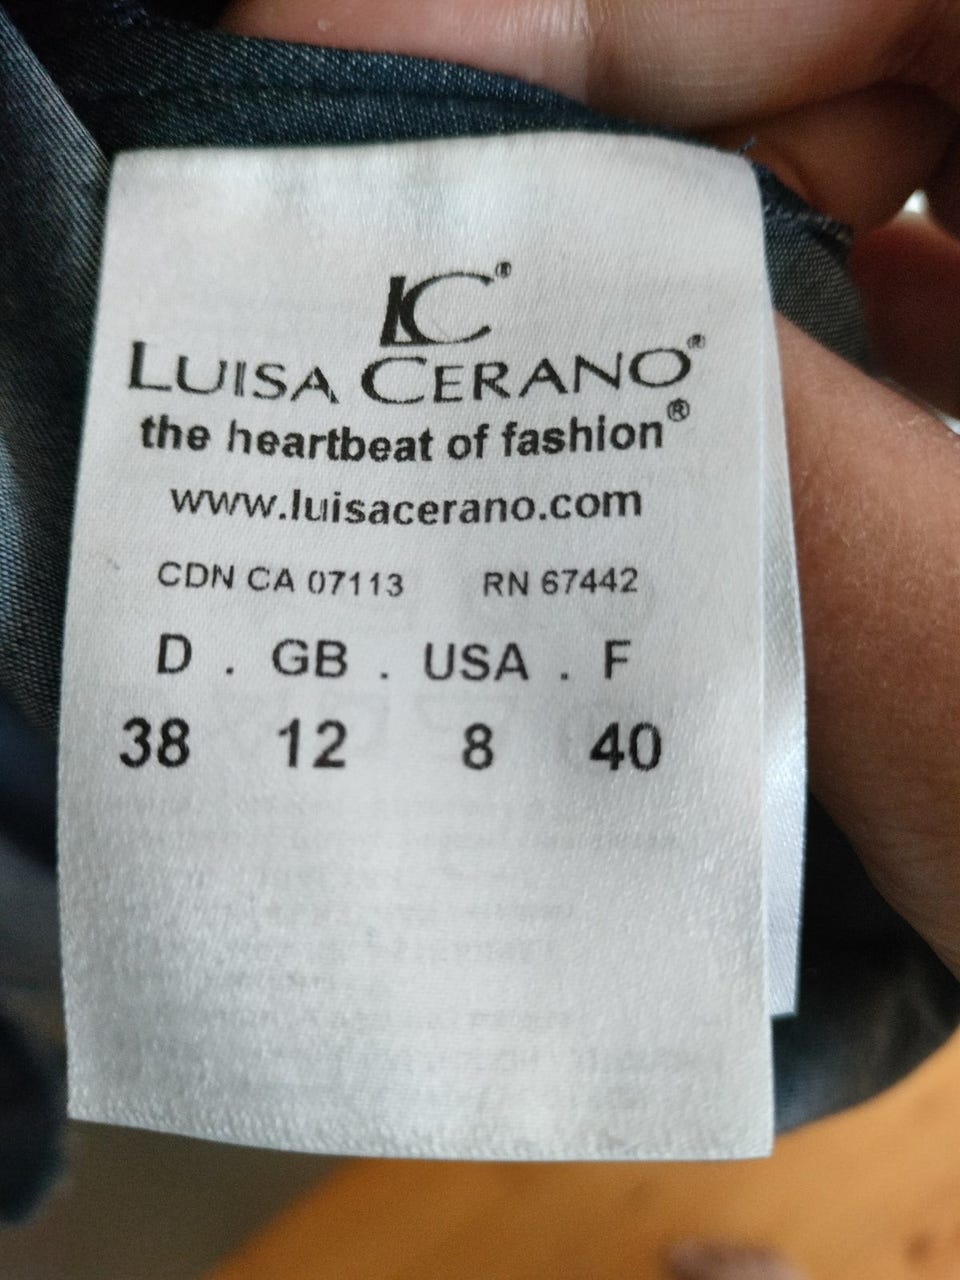 LC®
LUISA CERANO®
the heartbeat of fashion®
www.luisacerano.com
CDN CA 07113 RN 67442
D . GB . USA . F
38 12 8 40